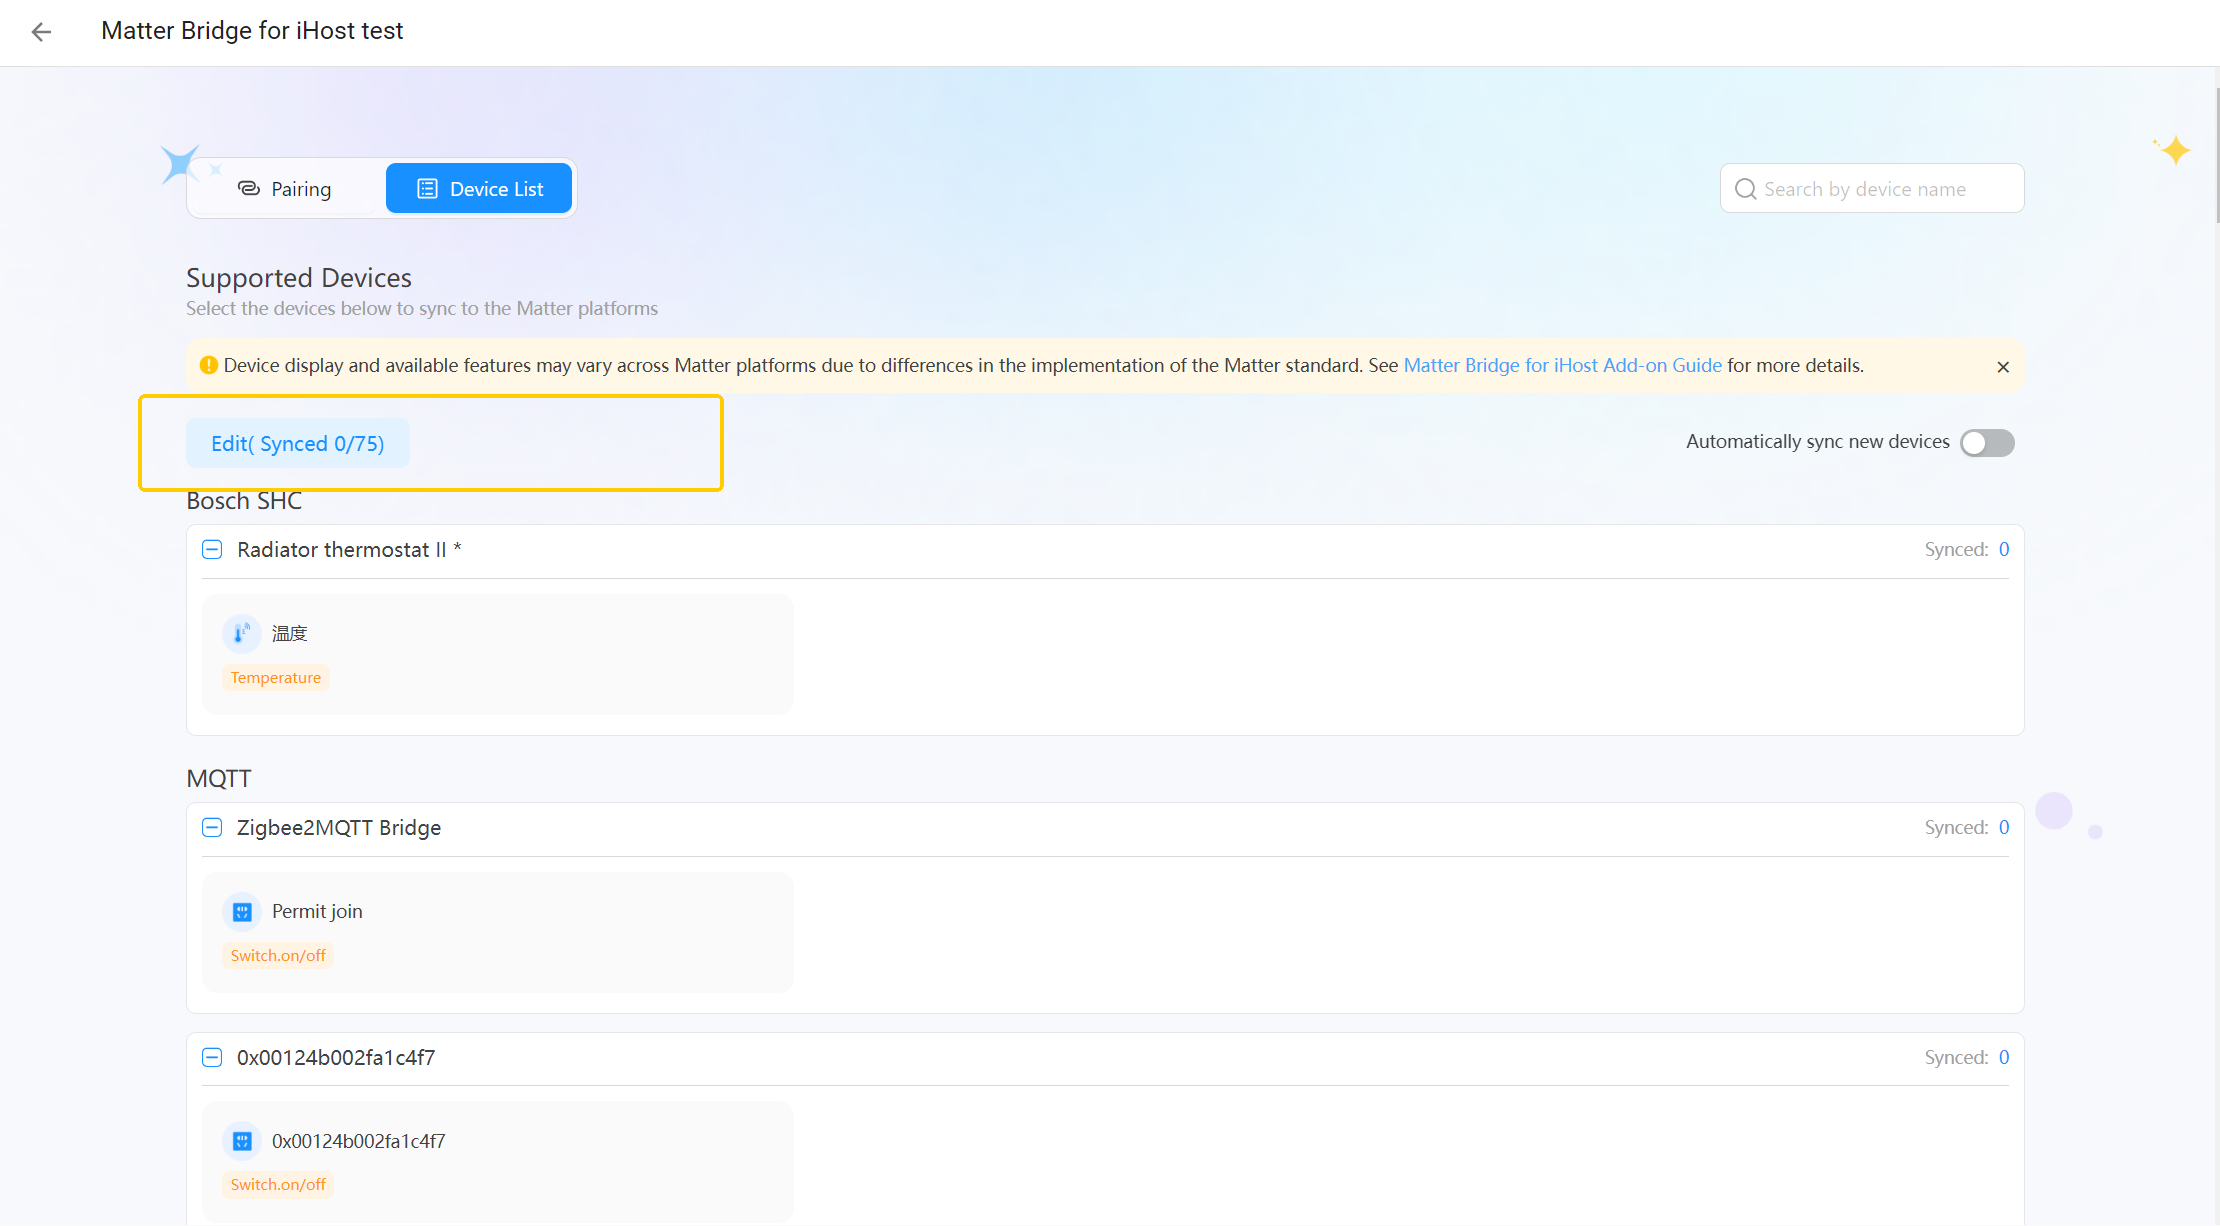 Matter Bridge for iHost test
Pairing
Device List
Search by device name
Supported Devices
Select the devices below to sync to the Matter platforms
Device display and available features may vary across Matter platforms due to differences in the implementation of the Matter standard. See Matter Bridge for iHost Add-on Guide for more details.
Edit( Synced 0/75)
Automatically sync new devices
Bosch SHC
Radiator thermostat II *
Synced: 0
温度
Temperature
MQTT
Zigbee2MQTT Bridge
Synced: 0
Permit join
Switch.on/off
0x00124b002fa1c4f7
Synced: 0
0x00124b002fa1c4f7
Switch.on/off